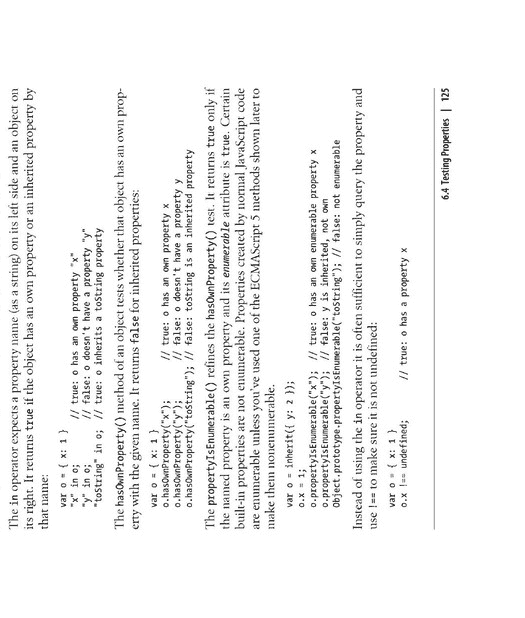 The in operator expects a property name (as a string) on its left side and an object on
its right. It returns true if the object has an own property or an inherited property by
that name:
var o = { x: 1 }
"x" in o; // true: o has an own property "x"
"y" in o; // false: o doesn't have a property "y"
"toString" in o; // true: o inherits a toString property
The hasOwnProperty() method of an object tests whether that object has an own prop-
erty with the given name. It returns false for inherited properties:
var o = { x: 1 }
o.hasOwnProperty("x"); // true: o has an own property x
o.hasOwnProperty("y"); // false: o doesn't have a property y
o.hasOwnProperty("toString"); // false: toString is an inherited property
The propertyIsEnumerable() refines the hasOwnProperty() test. It returns true only if
the named property is an own property and its enumerable attribute is true. Certain
built-in properties are not enumerable. Properties created by normal JavaScript code
are enumerable unless you've used one of the ECMAScript 5 methods shown later to
make them nonenumerable.
var o = inherit({ y: 2 });
o.x = 1;
o.propertyIsEnumerable("x"); // true: o has an own enumerable property x
o.propertyIsEnumerable("y"); // false: y is inherited, not own
Object.prototype.propertyIsEnumerable("toString"); // false: not enumerable
Instead of using the in operator it is often sufficient to simply query the property and
use !== to make sure it is not undefined:
var o = { x: 1 }
o.x !== undefined; // true: o has a property x
6.4 Testing Properties | 125